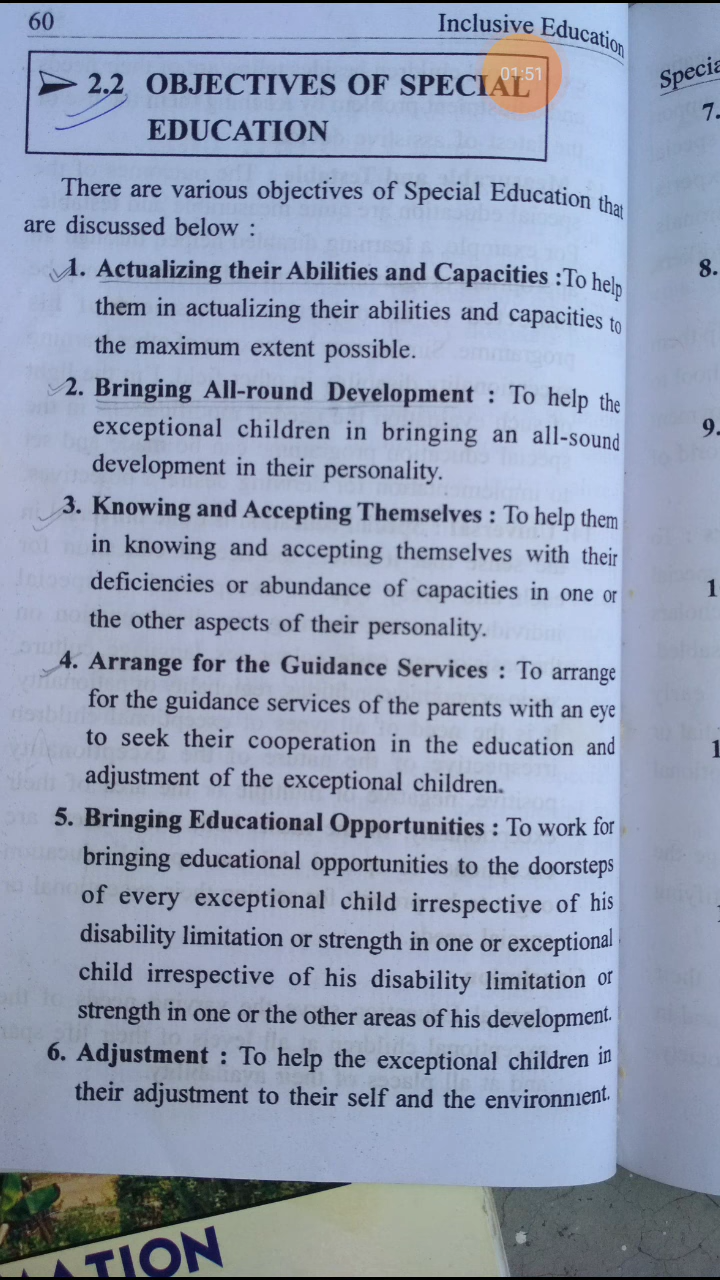 60
Inclusive Education
01:51
2.2 OBJECTIVES OF SPECIAL
EDUCATION
There are various objectives of Special Education that
are discussed below :
1. Actualizing their Abilities and Capacities :To help
them in actualizing their abilities and capacities to
the maximum extent possible.
2. Bringing All-round Development : To help the
exceptional children in bringing an all-sound
development in their personality.
3. Knowing and Accepting Themselves : To help them
in knowing and accepting themselves with their
deficiencies or abundance of capacities in one or
the other aspects of their personality.
4. Arrange for the Guidance Services : To arrange
for the guidance services of the parents with an eye
to seek their cooperation in the education and
adjustment of the exceptional children.
5. Bringing Educational Opportunities : To work for
bringing educational opportunities to the doorsteps
of every exceptional child irrespective of his
disability limitation or strength in one or exceptional
child irrespective of his disability limitation or
strength in one or the other areas of his development.
6. Adjustment : To help the exceptional children in
their adjustment to their self and the environment.
Specia
7.
8.
9.
1
1
ATION